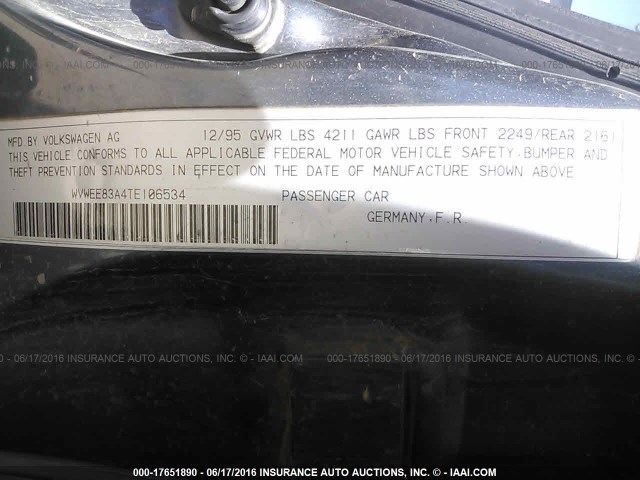 MFD.BY VOLKSWAGEN AG 12/95 GVWR LBS 4211 GAWR LBS FRONT 2249/REAR 2161
THIS VEHICLE CONFORMS TO ALL APPLICABLE FEDERAL MOTOR VEHICLE SAFETY.BUMPER AND
THEFT PREVENTION STANDARDS IN EFFECT ON THE DATE OF MANUFACTURE SHOWN ABOVE
WVWEE83A4TE106534 PASSENGER CAR
GERMANY.F.R.
90 - 06/17/2016 INSURANCE AUTO AUCTIONS, INC. © - IAAI.COM 000-17651890 - 06/17/2016 INSURANCE AUTO AUCTIONS, INC. ©
000-17651890 - 06/17/2016 INSURANCE AUTO AUCTIONS, INC. © - IAAI.COM